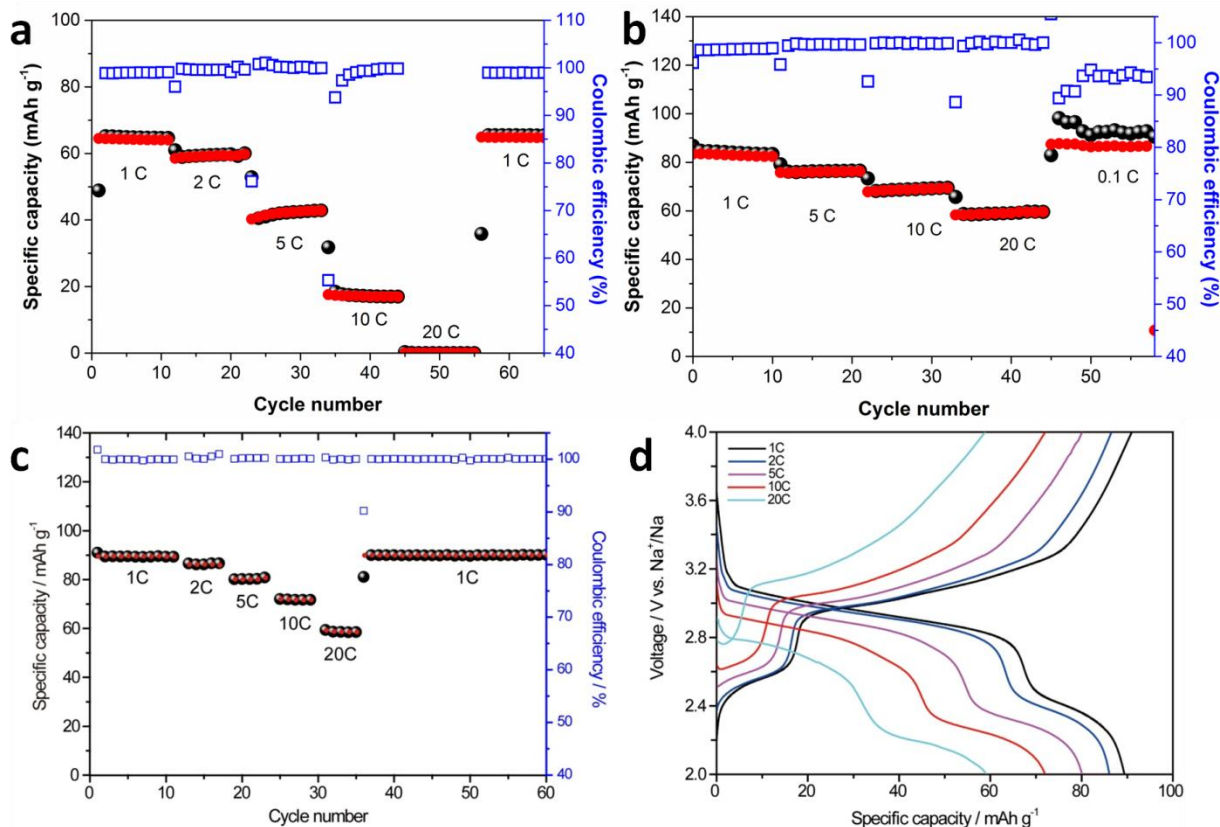 a
Specific capacity (mAh g⁻¹)
100
80
60
40
20
0
1 C
2 C
5 C
10 C
20 C
1 C
0 10 20 30 40 50 60
Cycle number
110
100
90
80
70
60
50
40
Coulombic efficiency (%)
b
Specific capacity (mAh g⁻¹)
140
120
100
80
60
40
20
0
1 C
5 C
10 C
20 C
0.1 C
0 10 20 30 40 50
Cycle number
100
90
80
70
60
50
40
Coulombic efficiency (%)
c
Specific capacity / mAh g⁻¹
140
120
100
80
60
40
20
0
1C
2C
5C
10C
20C
1C
0 10 20 30 40 50 60
Cycle number
100
90
80
70
60
50
40
Coulombic efficiency / %
d
Voltage / V vs. Na⁺/Na
4.0
3.6
3.2
2.8
2.4
2.0
1C
2C
5C
10C
20C
0 20 40 60 80 100
Specific capacity / mAh g⁻¹